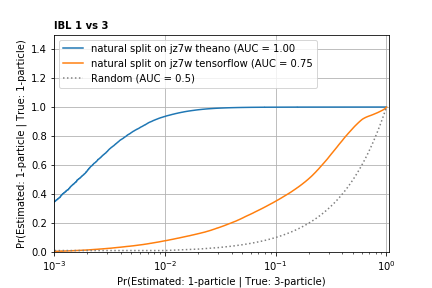 IBL 1 vs 3
1.4
1.2
1.0
0.8
0.6
0.4
0.2
0.0
Pr(Estimated: 1-particle | True: 1-particle)
natural split on jz7w theano (AUC = 1.00
natural split on jz7w tensorflow (AUC = 0.75
Random (AUC = 0.5)
10⁻³
10⁻²
10⁻¹
10⁰
Pr(Estimated: 1-particle | True: 3-particle)